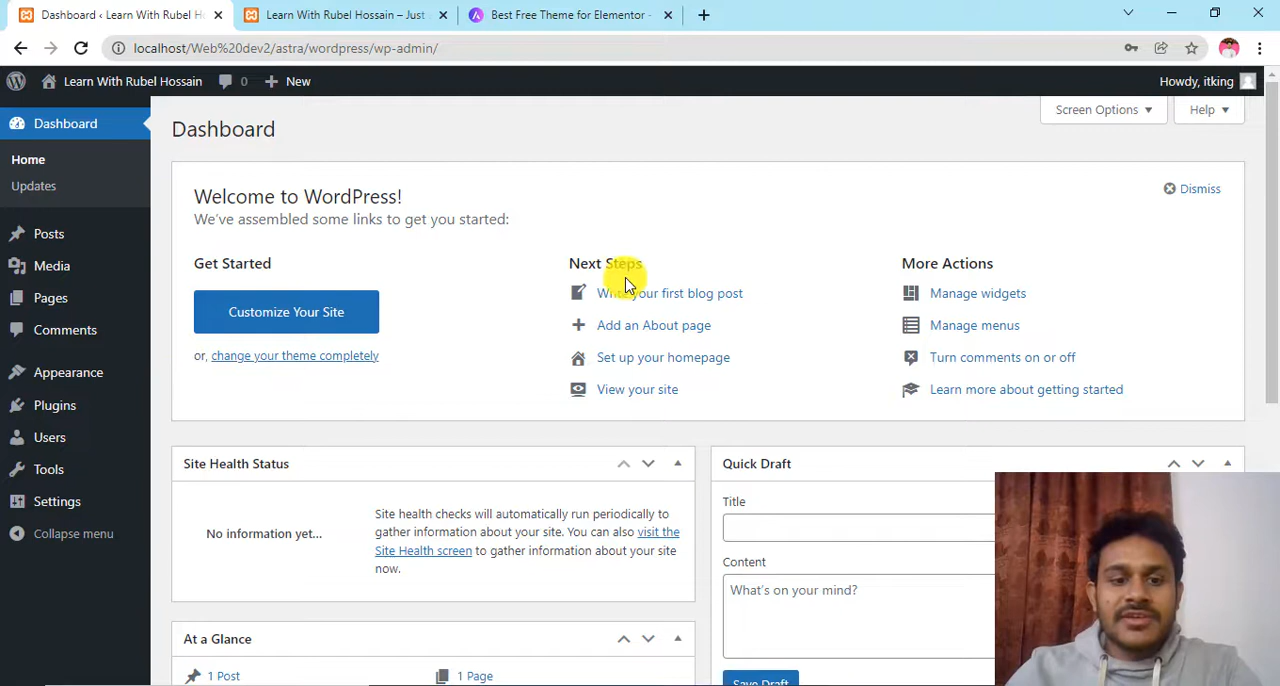 Dashboard ‹ Learn With Rubel Ho
Learn With Rubel Hossain – Just
Best Free Theme for Elementor -
localhost/Web%20dev2/astra/wordpress/wp-admin/
Learn With Rubel Hossain
0
New
Howdy, itking
Dashboard
Home
Updates
Posts
Media
Pages
Comments
Appearance
Plugins
Users
Tools
Settings
Collapse menu
Screen Options
Help
Dashboard
Welcome to WordPress!
We've assembled some links to get you started:
Dismiss
Get Started
Customize Your Site
or, change your theme completely
Next Steps
Write your first blog post
Add an About page
Set up your homepage
View your site
More Actions
Manage widgets
Manage menus
Turn comments on or off
Learn more about getting started
Site Health Status
No information yet...
Site health checks will automatically run periodically to
gather information about your site. You can also visit the
Site Health screen to gather information about your site
now.
At a Glance
1 Post
1 Page
Quick Draft
Title
Content
What's on your mind?
Save Draft